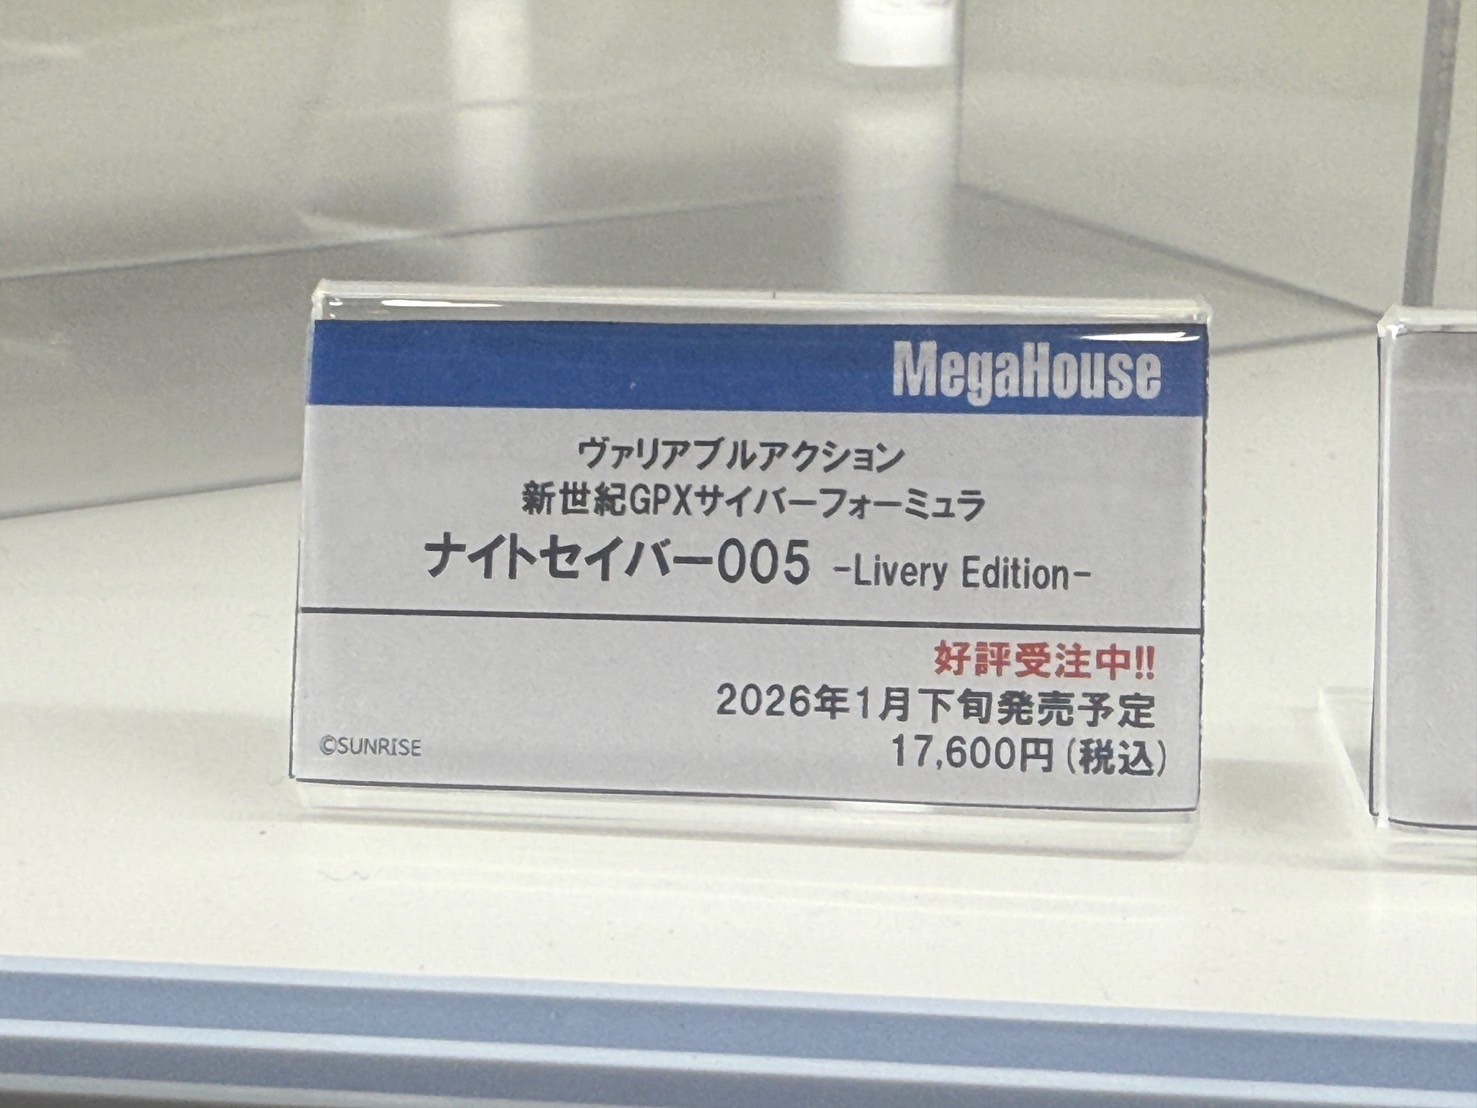 MegaHouse
ヴァリアブルアクション
新世紀GPXサイバーフォーミュラ
ナイトセイバー005 -Livery Edition-
好評受注中!!
2026年1月下旬発売予定
17,600円(税込)
©SUNRISE